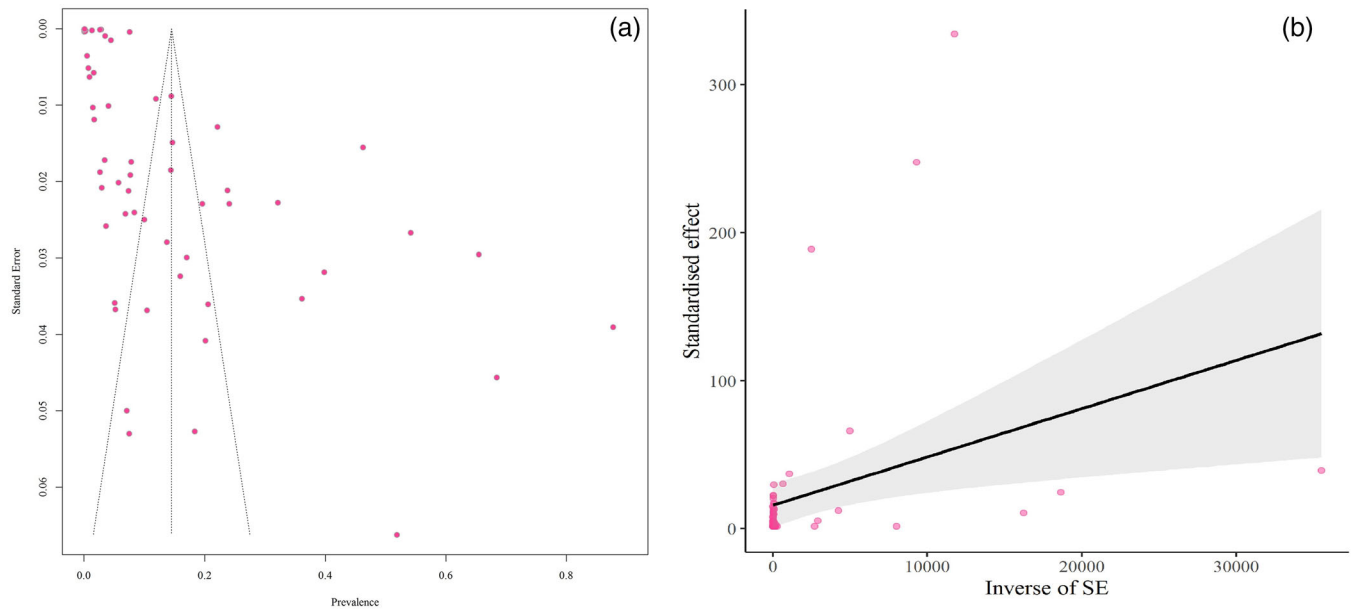 (a)
0.00
0.01
0.02
0.03
0.04
0.05
0.06
Standard Error
0.0 0.2 0.4 0.6 0.8
Prevalence
(b)
300
200
100
0
Standardised effect
0 10000 20000 30000
Inverse of SE